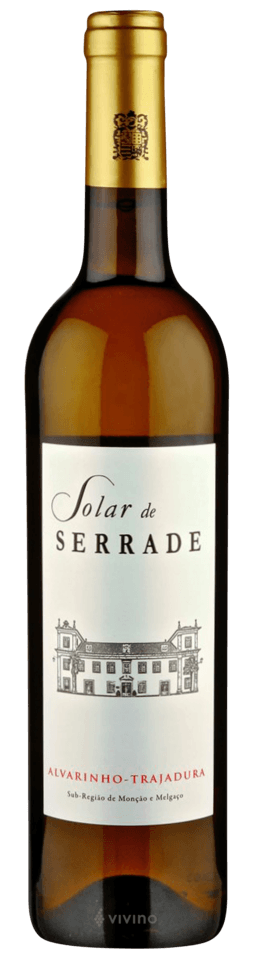 Solar de
SERRADE
ALVARINHO-TRAJADURA
Sub-Região de Monção e Melgaço
VIVINO